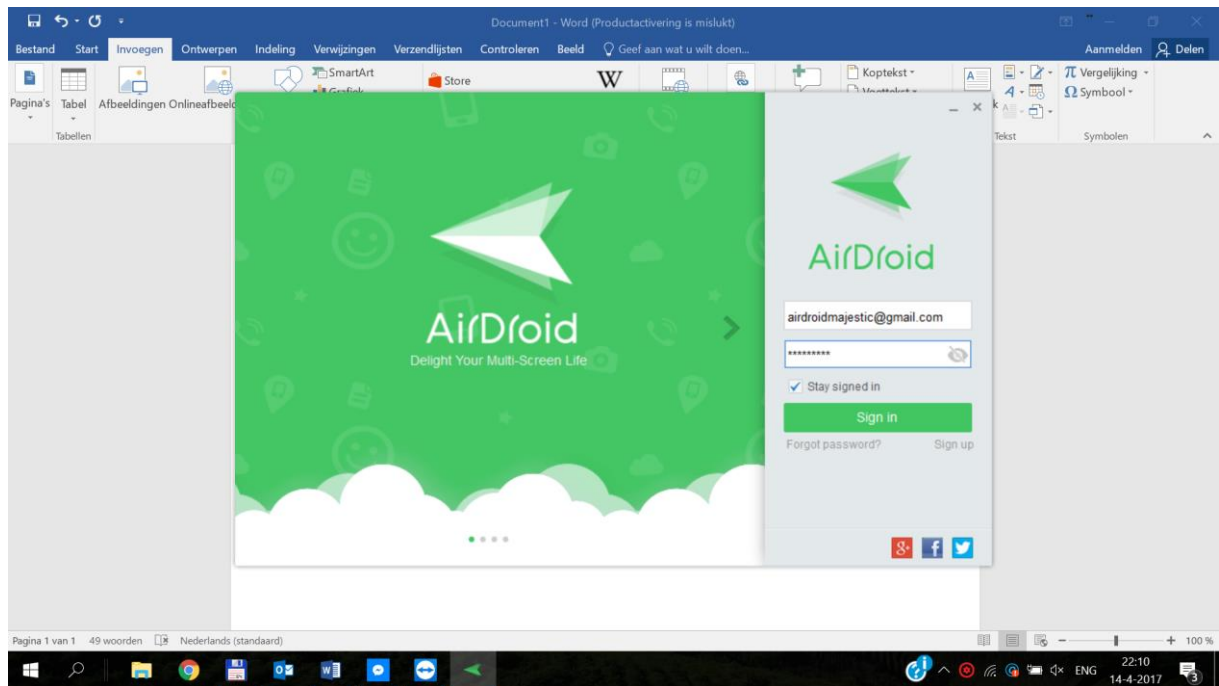 Document1 - Word (Productactivering is mislukt)
Bestand Start Invoegen Ontwerpen Indeling Verwijzingen Verzendlijsten Controleren Beeld Geef aan wat u wilt doen... Aanmelden Delen
SmartArt
Store
W
Koptekst
Vergelijking
Pagina's Tabel Afbeeldingen Symbool
Tabellen
Tekst
Symbolen
AirDroid
Delight Your Multi-Screen Life
AirDroid
airdroidmajestic@gmail.com
*********
Stay signed in
Sign in
Forgot password? Sign up
Pagina 1 van 1 49 woorden Nederlands (standaard) 100 %
ENG
22:10
14-4-2017
3